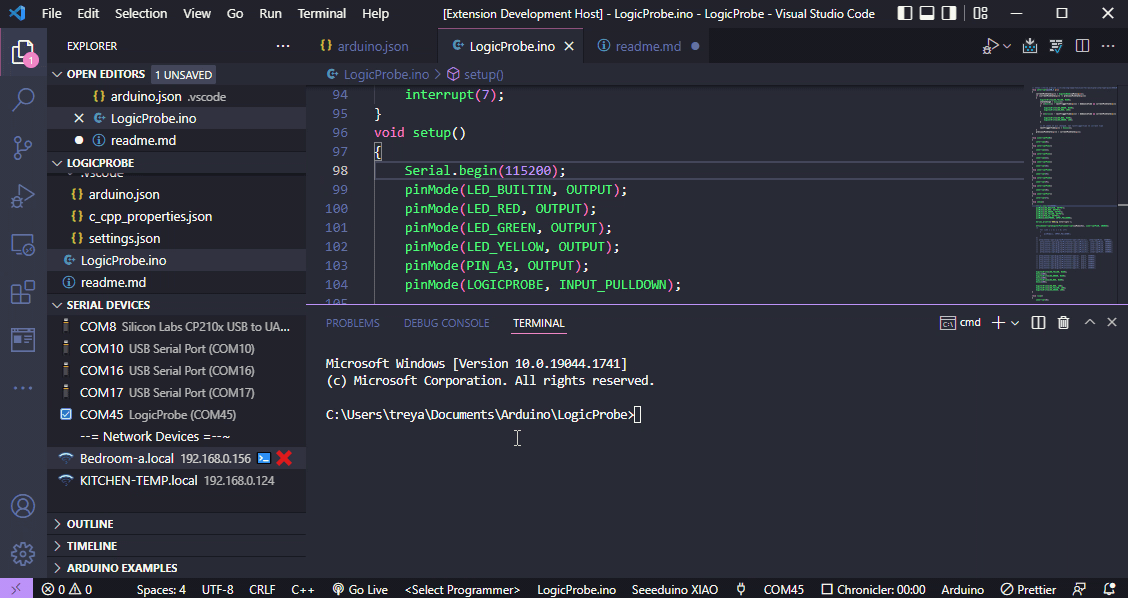 File Edit Selection View Go Run Terminal Help [Extension Development Host] - LogicProbe.ino - LogicProbe - Visual Studio Code
1
EXPLORER
OPEN EDITORS 1 UNSAVED
{} arduino.json .vscode
LogicProbe.ino
readme.md
LOGICPROBE
.vscode
{} arduino.json
{} c_cpp_properties.json
{} settings.json
LogicProbe.ino
readme.md
SERIAL DEVICES
COM8 Silicon Labs CP210x USB to UA...
COM10 USB Serial Port (COM10)
COM16 USB Serial Port (COM16)
COM17 USB Serial Port (COM17)
COM45 LogicProbe (COM45)
--= Network Devices =--~
Bedroom-a.local 192.168.0.156
KITCHEN-TEMP.local 192.168.0.124
OUTLINE
TIMELINE
ARDUINO EXAMPLES
{} arduino.json LogicProbe.ino readme.md
LogicProbe.ino > setup()
94 interrupt(7);
95 }
96 void setup()
97 {
98 Serial.begin(115200);
99 pinMode(LED_BUILTIN, OUTPUT);
100 pinMode(LED_RED, OUTPUT);
101 pinMode(LED_GREEN, OUTPUT);
102 pinMode(LED_YELLOW, OUTPUT);
103 pinMode(PIN_A3, OUTPUT);
104 pinMode(LOGICPROBE, INPUT_PULLDOWN);
105
PROBLEMS DEBUG CONSOLE TERMINAL cmd
Microsoft Windows [Version 10.0.19044.1741]
(c) Microsoft Corporation. All rights reserved.
C:\Users\treya\Documents\Arduino\LogicProbe>
0 0 Spaces: 4 UTF-8 CRLF C++ Go Live <Select Programmer> LogicProbe.ino Seeeduino XIAO COM45 Chronicler: 00:00 Arduino Prettier